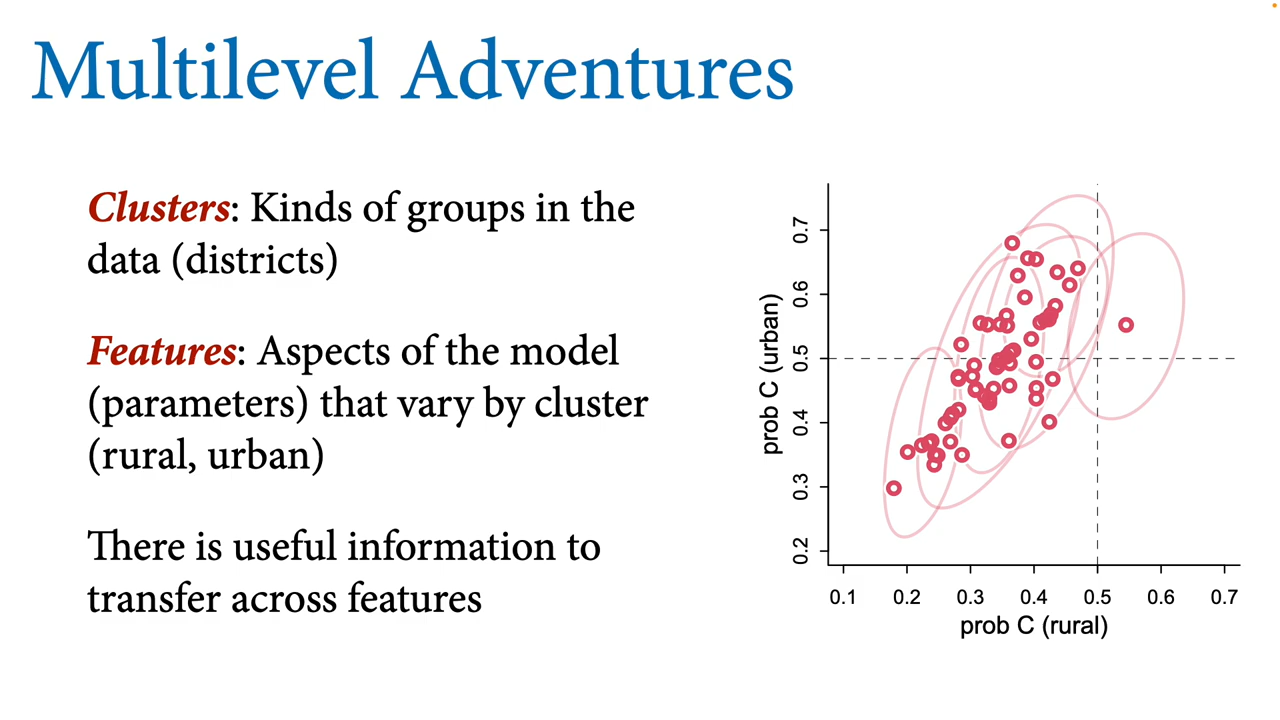 Multilevel Adventures
Clusters: Kinds of groups in the
data (districts)
Features: Aspects of the model
(parameters) that vary by cluster
(rural, urban)
There is useful information to
transfer across features
prob C (urban)
0.7
0.6
0.5
0.4
0.3
0.2
0.1 0.2 0.3 0.4 0.5 0.6 0.7
prob C (rural)